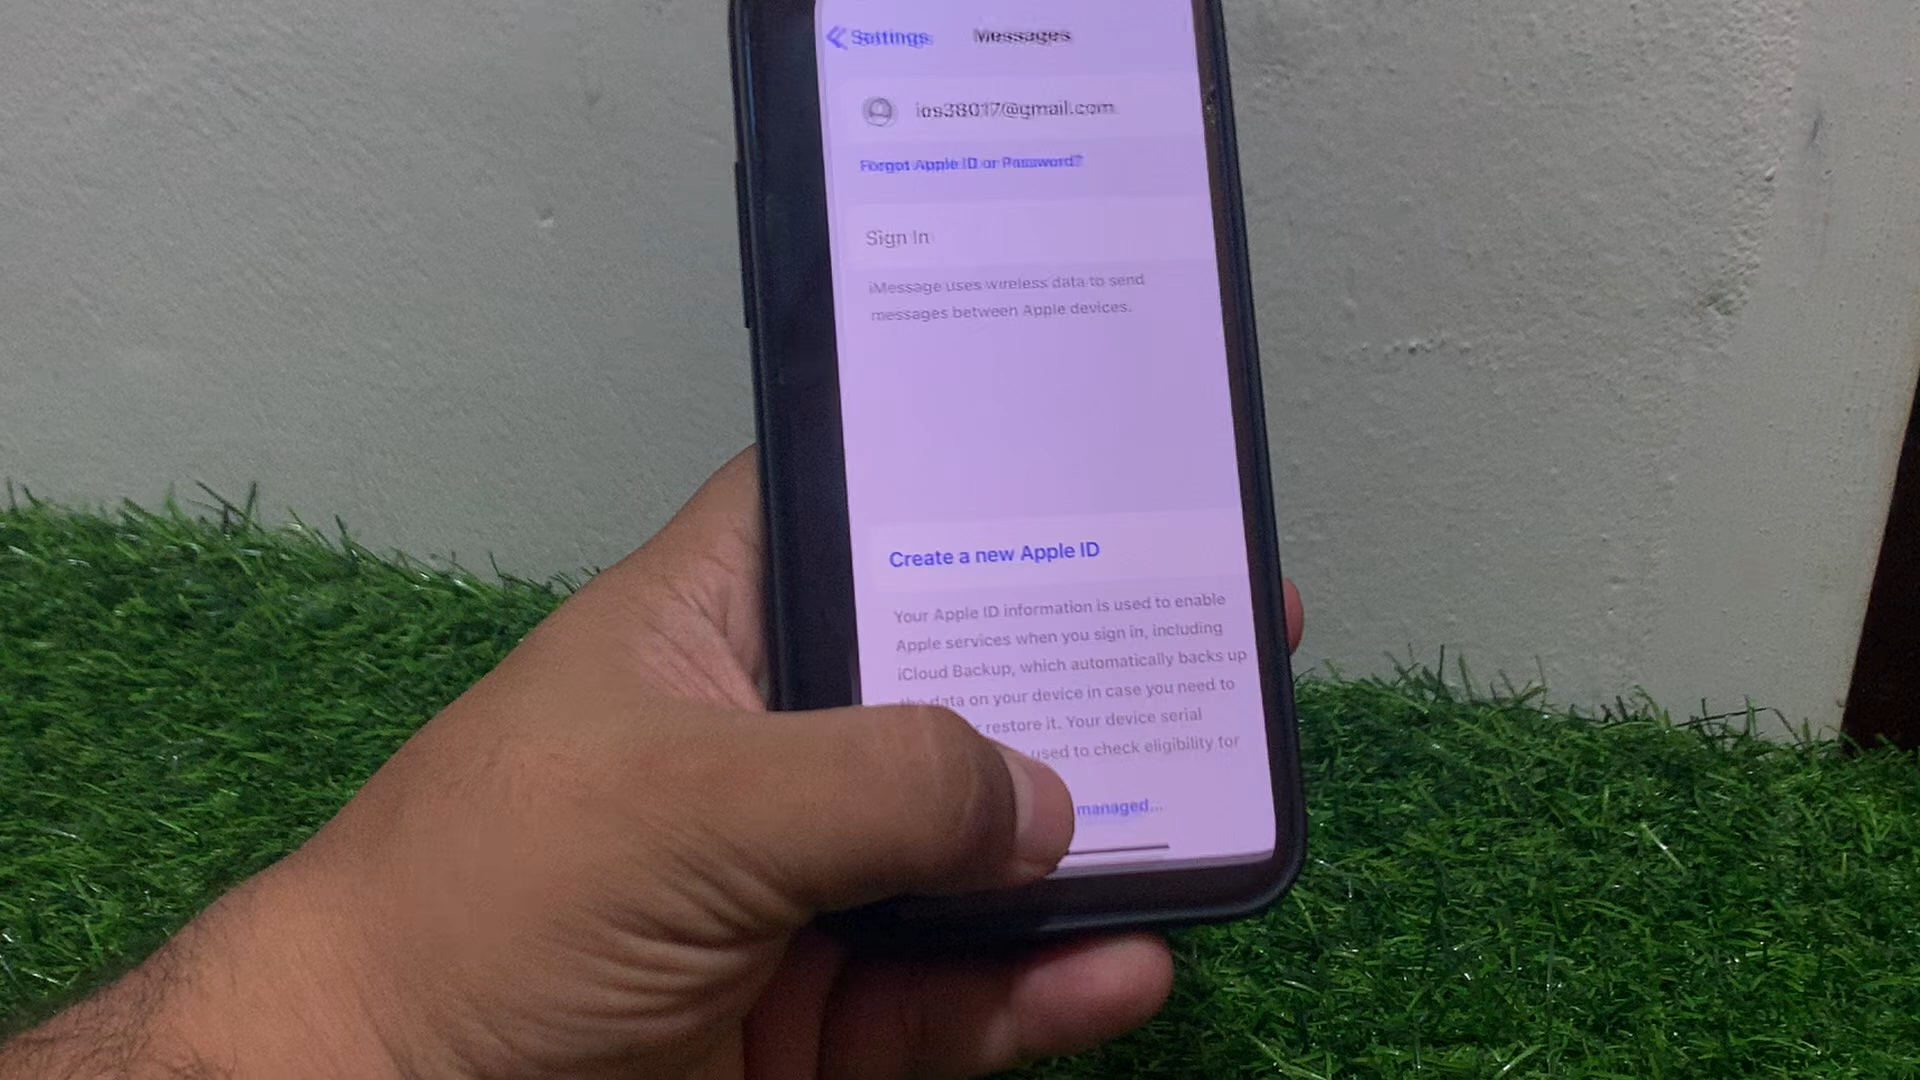 Settings Messages
ios38017@gmail.com
Forgot Apple ID or Password?
Sign In
iMessage uses wireless data to send
messages between Apple devices.
Create a new Apple ID
Your Apple ID information is used to enable
Apple services when you sign in, including
iCloud Backup, which automatically backs up
the data on your device in case you need to
restore it. Your device serial
used to check eligibility for
managed...